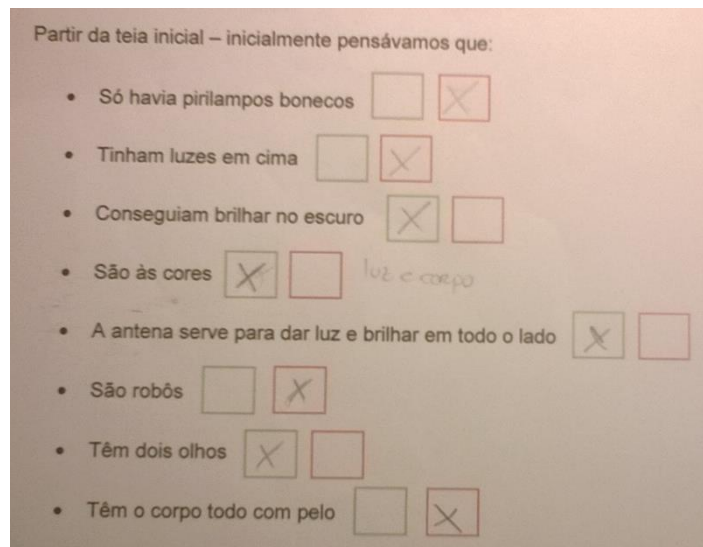 Partir da teia inicial – inicialmente pensávamos que:
• Só havia pirilampos bonecos X
• Tinham luzes em cima X
• Conseguiam brilhar no escuro X
• São às cores X luz e corpo
• A antena serve para dar luz e brilhar em todo o lado X
• São robôs X
• Têm dois olhos X
• Têm o corpo todo com pelo X